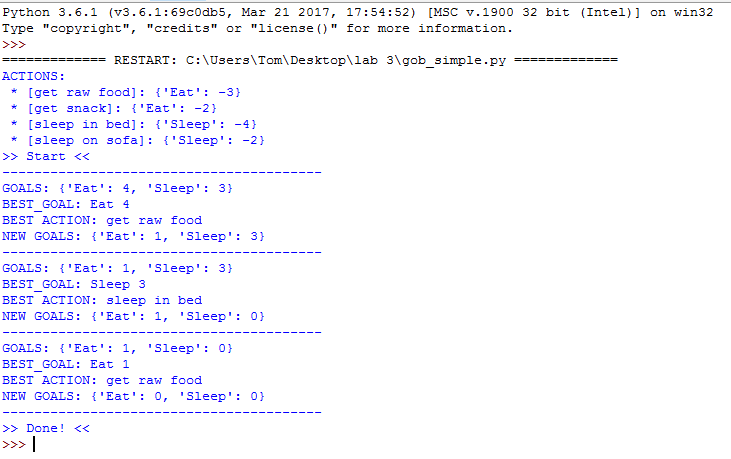 Python 3.6.1 (v3.6.1:69c0db5, Mar 21 2017, 17:54:52) [MSC v.1900 32 bit (Intel)] on win32
Type "copyright", "credits" or "license()" for more information.
>>>
============= RESTART: C:\Users\Tom\Desktop\lab 3\gob_simple.py =============
ACTIONS:
 * [get raw food]: {'Eat': -3}
 * [get snack]: {'Eat': -2}
 * [sleep in bed]: {'Sleep': -4}
 * [sleep on sofa]: {'Sleep': -2}
>> Start <<
----------------------------------------
GOALS: {'Eat': 4, 'Sleep': 3}
BEST_GOAL: Eat 4
BEST ACTION: get raw food
NEW GOALS: {'Eat': 1, 'Sleep': 3}
----------------------------------------
GOALS: {'Eat': 1, 'Sleep': 3}
BEST_GOAL: Sleep 3
BEST ACTION: sleep in bed
NEW GOALS: {'Eat': 1, 'Sleep': 0}
----------------------------------------
GOALS: {'Eat': 1, 'Sleep': 0}
BEST_GOAL: Eat 1
BEST ACTION: get raw food
NEW GOALS: {'Eat': 0, 'Sleep': 0}
----------------------------------------
>> Done! <<
>>>